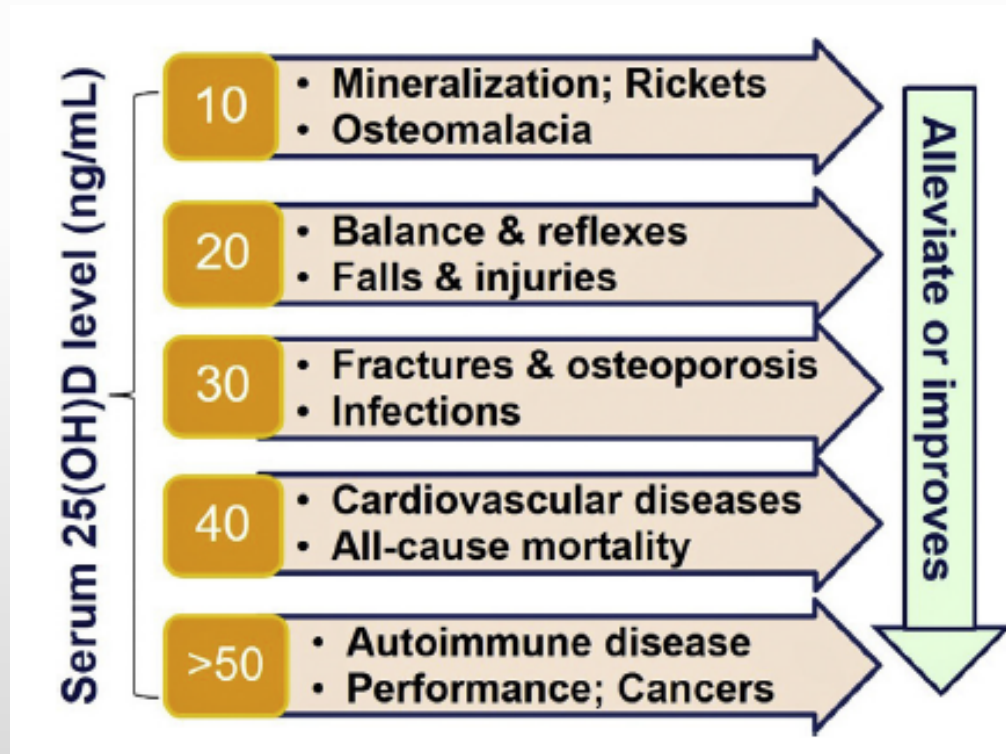 Serum 25(OH)D level (ng/mL)
10
• Mineralization; Rickets
• Osteomalacia
20
• Balance & reflexes
• Falls & injuries
30
• Fractures & osteoporosis
• Infections
40
• Cardiovascular diseases
• All-cause mortality
>50
• Autoimmune disease
• Performance; Cancers
Alleviate or improves